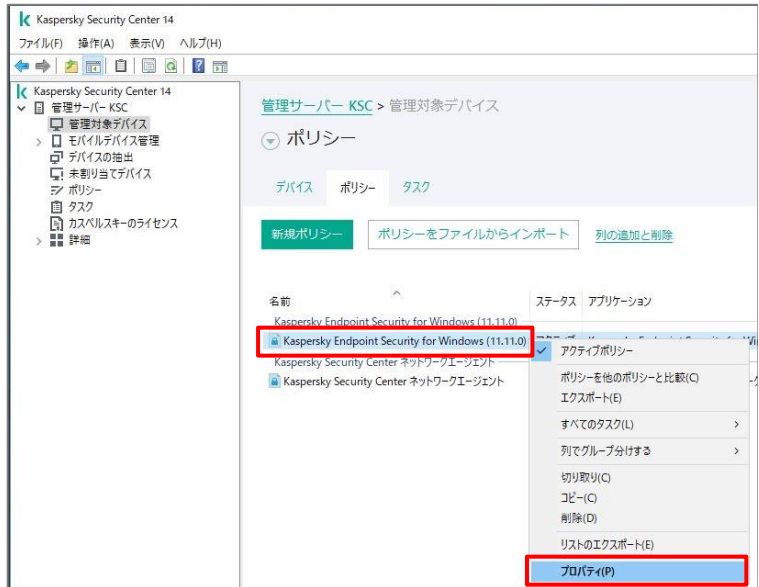 Kaspersky Security Center 14
ファイル(F) 操作(A) 表示(V) ヘルプ(H)
Kaspersky Security Center 14
管理サーバー KSC
管理対象デバイス
モバイルデバイス管理
デバイスの抽出
未割り当てデバイス
ポリシー
タスク
カスペルスキーのライセンス
詳細
管理サーバー KSC > 管理対象デバイス
ポリシー
デバイス ポリシー タスク
新規ポリシー ポリシーをファイルからインポート 列の追加と削除
名前 ステータス アプリケーション
Kaspersky Endpoint Security for Windows (11.11.0)
Kaspersky Endpoint Security for Windows (11.11.0)
Kaspersky Security Center ネットワークエージェント
Kaspersky Security Center ネットワークエージェント
アクティブポリシー
ポリシーを他のポリシーと比較(C)
エクスポート(E)
すべてのタスク(L)
列でグループ分けする
切り取り(C)
コピー(C)
削除(D)
リストのエクスポート(E)
プロパティ(P)